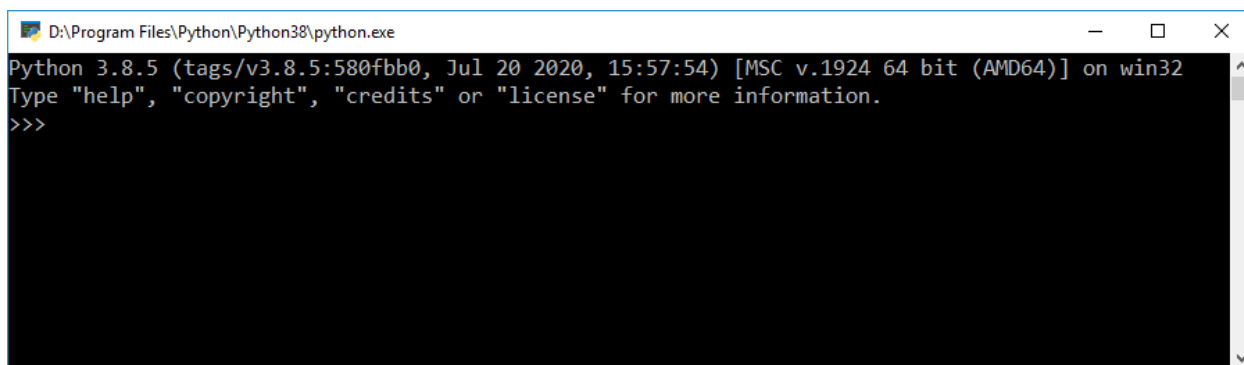 D:\Program Files\Python\Python38\python.exe
Python 3.8.5 (tags/v3.8.5:580fbb0, Jul 20 2020, 15:57:54) [MSC v.1924 64 bit (AMD64)] on win32
Type "help", "copyright", "credits" or "license" for more information.
>>>